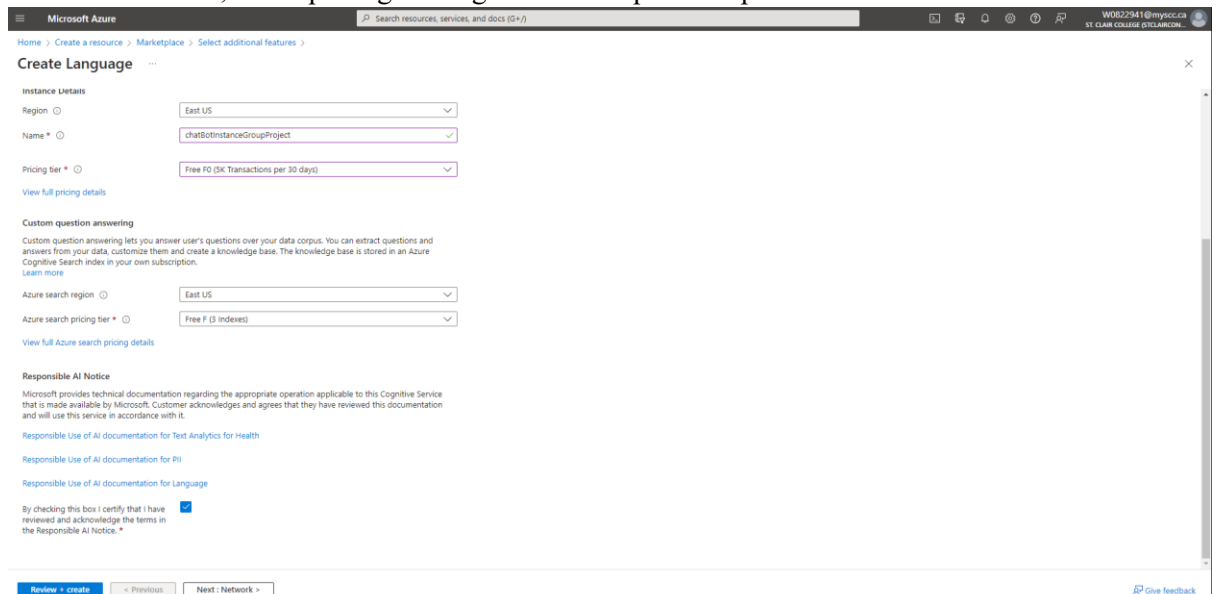 Microsoft Azure
Search resources, services, and docs (G+/)
W0822941@myscc.ca
ST. CLAIR COLLEGE (STCLAIRCON...
Home > Create a resource > Marketplace > Select additional features >
Create Language ...
Instance Details
Region
East US
Name *
chatBotInstanceGroupProject
Pricing tier *
Free F0 (5K Transactions per 30 days)
View full pricing details
Custom question answering
Custom question answering lets you answer user's questions over your data corpus. You can extract questions and
answers from your data, customize them and create a knowledge base. The knowledge base is stored in an Azure
Cognitive Search index in your own subscription.
Learn more
Azure search region
East US
Azure search pricing tier *
Free F (3 Indexes)
View full Azure search pricing details
Responsible AI Notice
Microsoft provides technical documentation regarding the appropriate operation applicable to this Cognitive Service
that is made available by Microsoft. Customer acknowledges and agrees that they have reviewed this documentation
and will use this service in accordance with it.
Responsible Use of AI documentation for Text Analytics for Health
Responsible Use of AI documentation for PII
Responsible Use of AI documentation for Language
By checking this box I certify that I have
reviewed and acknowledge the terms in
the Responsible AI Notice. *
Review + create
< Previous
Next : Network >
Give feedback